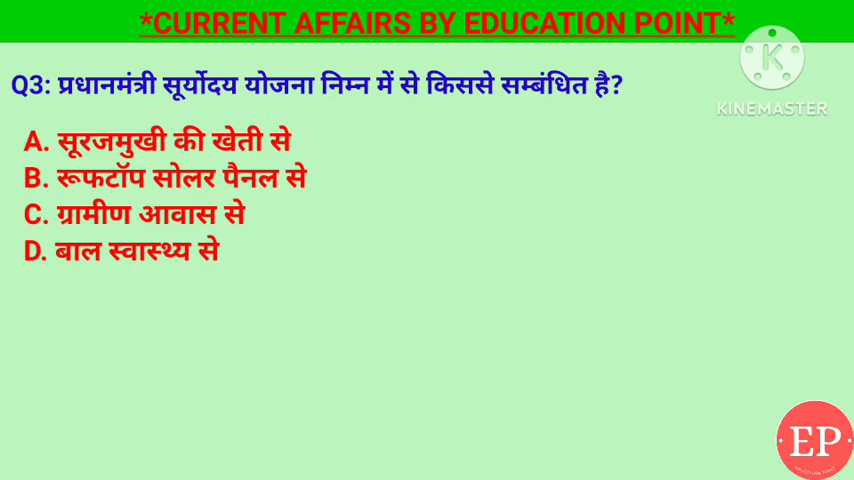 *CURRENT AFFAIRS BY EDUCATION POINT*
Q3: प्रधानमंत्री सूर्योदय योजना निम्न में से किससे सम्बंधित है?
KINEMASTER
A. सूरजमुखी की खेती से
B. रूफटॉप सोलर पैनल से
C. ग्रामीण आवास से
D. बाल स्वास्थ्य से
EP